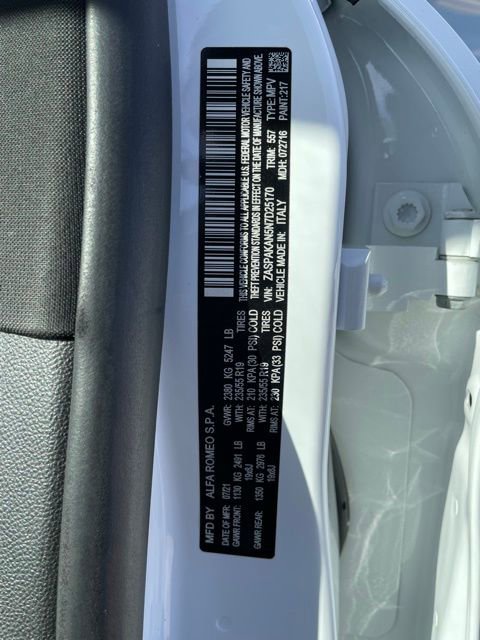 MFD BY ALFA ROMEO S.P.A.
DATE OF MFR: 07/21 GVWR: 2380 KG 5247 LB
GAWR FRONT: 1130 KG 2491 LB WITH: 235/55 R19 TIRES
19x8J RIMS AT: 210 KPA(30 PSI) COLD
GAWR REAR: 1350 KG 2976 LB WITH: 235/55 R19 TIRES
19x8J RIMS AT: 230 KPA(33 PSI) COLD
THIS VEHICLE CONFORMS TO ALL APPLICABLE U.S. FEDERAL MOTOR VEHICLE SAFETY AND
THEFT PREVENTION STANDARDS IN EFFECT ON THE DATE OF MANUFACTURE SHOWN ABOVE.
VIN: ZASPAKAN5N7D25170 TRIM: 557 TYPE: MPV
VEHICLE MADE IN: ITALY MDH: 072716 PAINT: 217